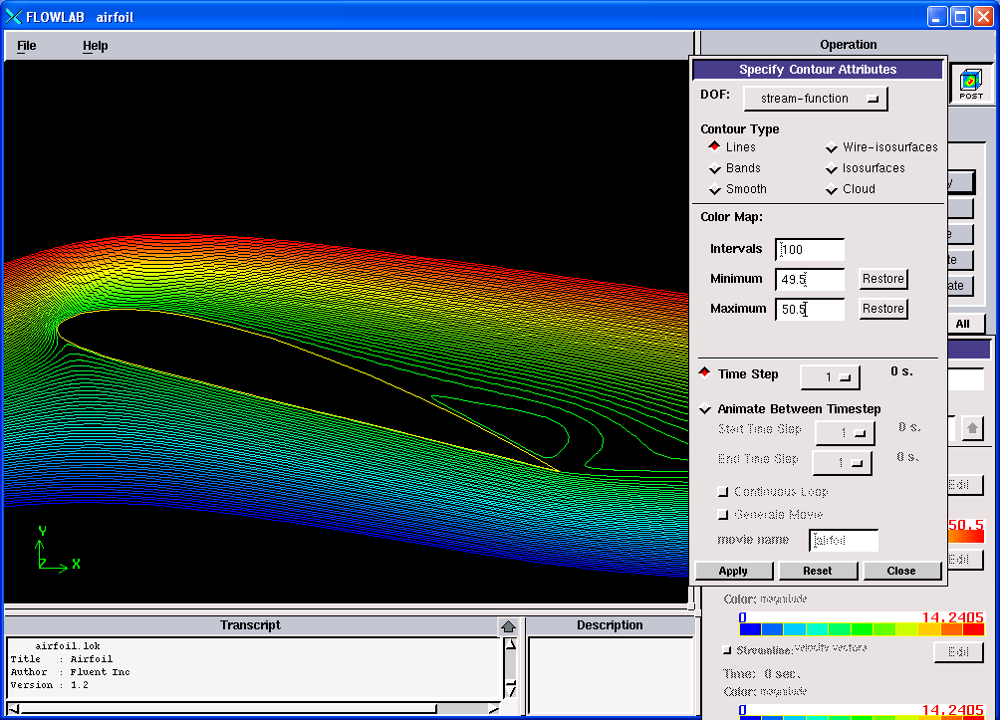 FLOWLAB airfoil
File Help
Operation
Specify Contour Attributes
POST
DOF: stream-function
Contour Type
Lines Wire-isosurfaces
Bands Isosurfaces
Smooth Cloud
Color Map:
Intervals 100
Minimum 49.5 Restore
Maximum 50.5 Restore
All
Time Step 1 0 s.
Animate Between Timestep
Start Time Step 1 0 s.
End Time Step 1 0 s.
Edit
Continuous Loop
Generate Movie
50.5
movie name airfoil
Edit
Apply Reset Close
Y
Z X
Color: magnitude
0 14.2405
Streamline: velocity vectors Edit
Time: 0 sec.
Color: magnitude
0 14.2405
Transcript Description
airfoil.lok
Title : Airfoil
Author : Fluent Inc
Version : 1.2